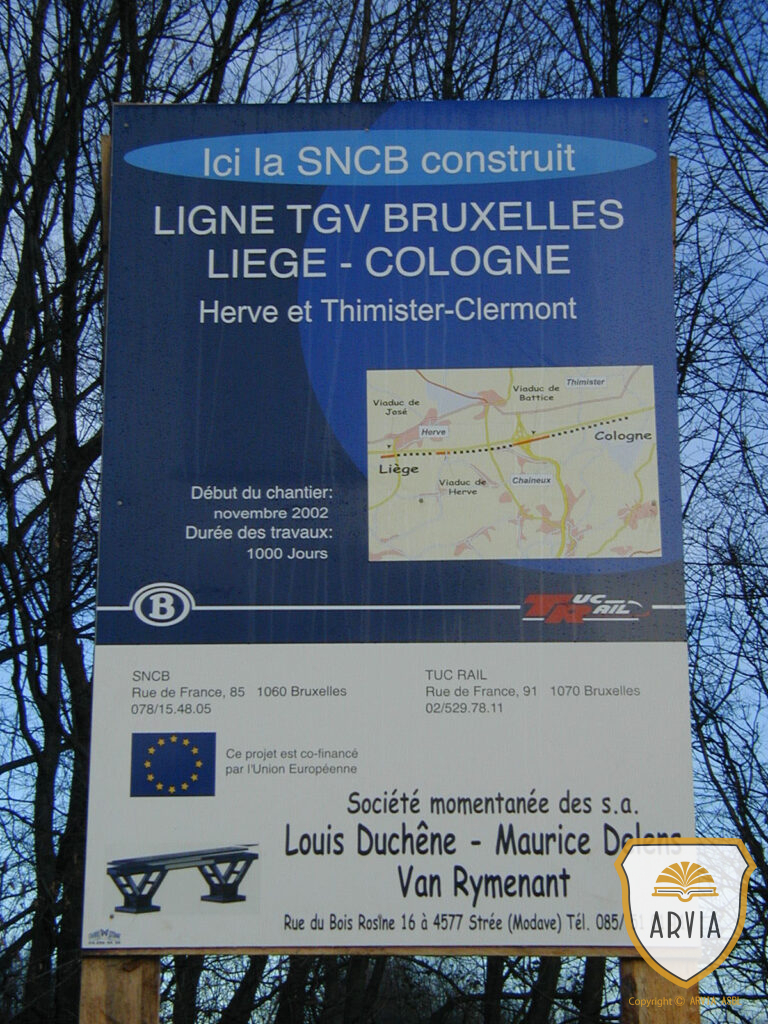 Ici la SNCB construit
LIGNE TGV BRUXELLES
LIEGE - COLOGNE
Herve et Thimister-Clermont
Viaduc de José
Viaduc de Battice
Thimister
Herve
Cologne
Liège
Viaduc de Herve
Chaineux
Début du chantier:
novembre 2002
Durée des travaux:
1000 Jours
B
TUC RAIL
SNCB
Rue de France, 85 1060 Bruxelles
078/15.48.05
TUC RAIL
Rue de France, 91 1070 Bruxelles
02/529.78.11
Ce projet est co-financé
par l'Union Européenne
Société momentanée des s.a.
Louis Duchêne - Maurice
Van Rymenant
Rue du Bois Rosine 16 à 4577 Strée (Modave) Tél. 085/
ARVIA
Copyright © ARVIA ASBL